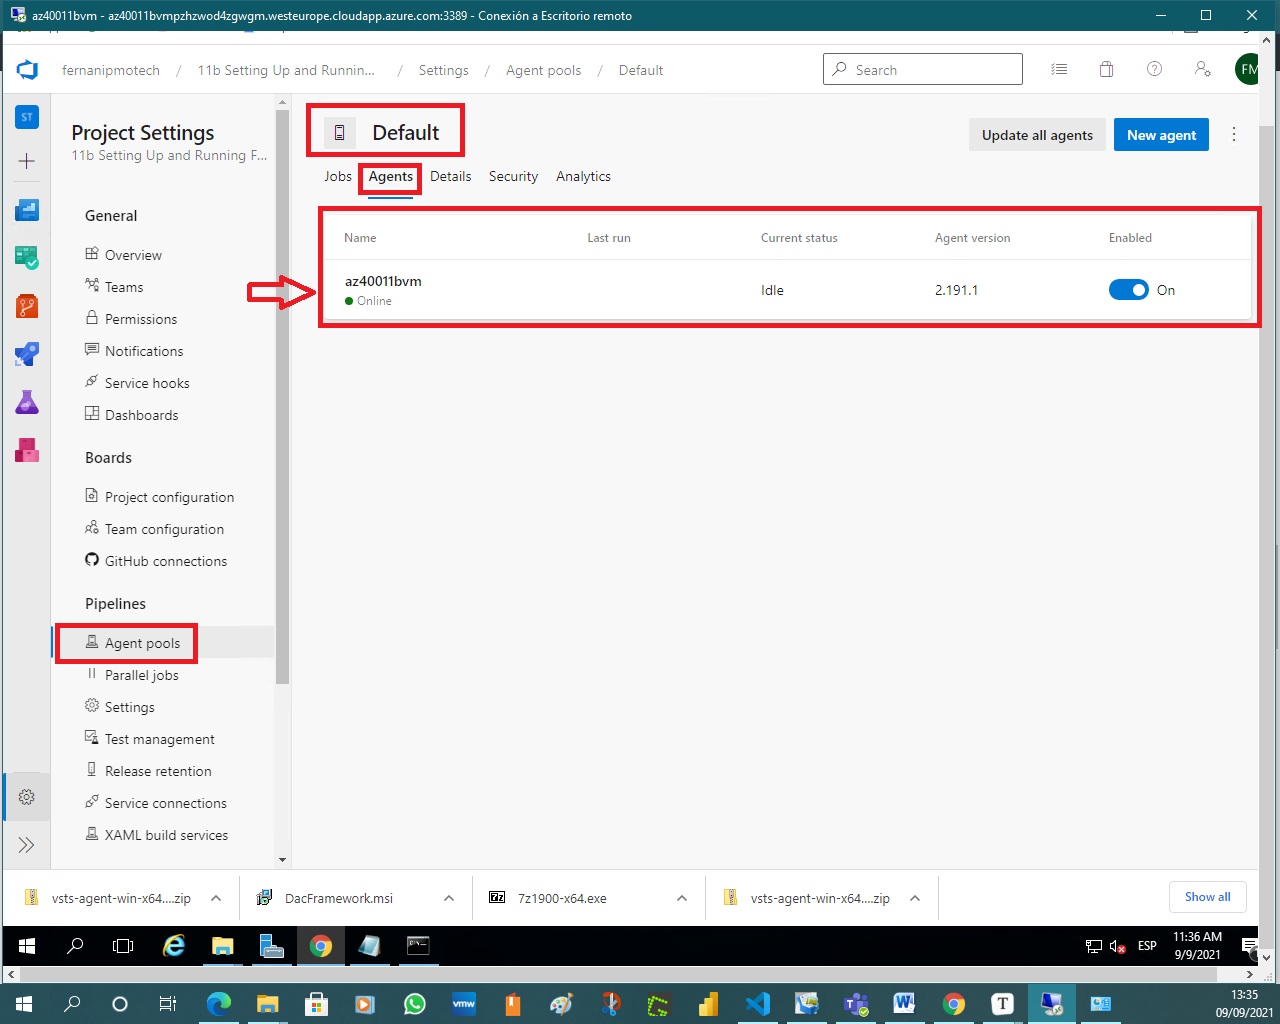 az40011bvm - az40011bvmpzhzwod4zgwgm.westeurope.cloudapp.azure.com:3389 - Conexión a Escritorio remoto
fernanipmotech / 11b Setting Up and Runnin... / Settings / Agent pools / Default
Search
FM
ST
Project Settings
11b Setting Up and Running F...
General
Overview
Teams
Permissions
Notifications
Service hooks
Dashboards
Boards
Project configuration
Team configuration
GitHub connections
Pipelines
Agent pools
Parallel jobs
Settings
Test management
Release retention
Service connections
XAML build services
Default
Update all agents
New agent
Jobs Agents Details Security Analytics
Name Last run Current status Agent version Enabled
az40011bvm
Online
Idle
2.191.1
On
vsts-agent-win-x64....zip
DacFramework.msi
7z1900-x64.exe
vsts-agent-win-x64....zip
Show all
ESP
11:36 AM
9/9/2021
13:35
09/09/2021